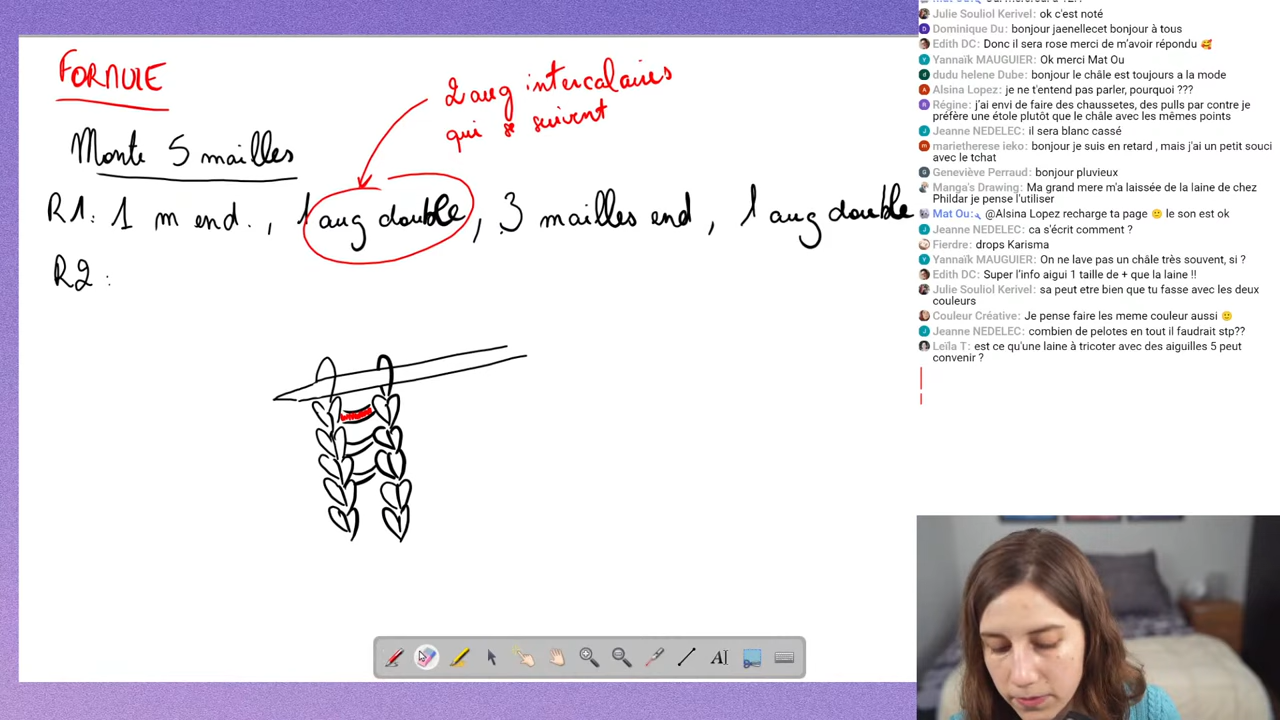 FORMULE
2 aug intercalaires
qui se suivent
Monte 5 mailles
R1: 1 m end., 1 aug double, 3 mailles end, 1 aug double
R2:
Julie Souliol Kerivel: ok c'est noté
Dominique Du: bonjour jaenellecet bonjour à tous
Edith DC: Donc il sera rose merci de m'avoir répondu 🥰
Yannaïk MAUGUIER: Ok merci Mat Ou
dudu helene Dube: bonjour le châle est toujours a la mode
Alsina Lopez: je ne t'entend pas parler, pourquoi ???
Régine: j'ai envi de faire des chaussetes, des pulls par contre je
préfère une étole plutôt que le châle avec les mêmes points
Jeanne NEDELEC: il sera blanc cassé
marietherese ieko: bonjour je suis en retard , mais j'ai un petit souci
avec le tchat
Geneviève Perraud: bonjour pluvieux
Manga's Drawing: Ma grand mere m'a laissée de la laine de chez
Phildar je pense l'utiliser
Mat Ou: @Alsina Lopez recharge ta page 🙂 le son est ok
Jeanne NEDELEC: ca s'écrit comment ?
Fierdre: drops Karisma
Yannaïk MAUGUIER: On ne lave pas un châle très souvent, si ?
Edith DC: Super l'info aigui 1 taille de + que la laine !!
Julie Souliol Kerivel: sa peut etre bien que tu fasse avec les deux
couleurs
Couleur Créative: Je pense faire les meme couleur aussi 🙂
Jeanne NEDELEC: combien de pelotes en tout il faudrait stp??
Leïla T: est ce qu'une laine à tricoter avec des aiguilles 5 peut
convenir ?
AI